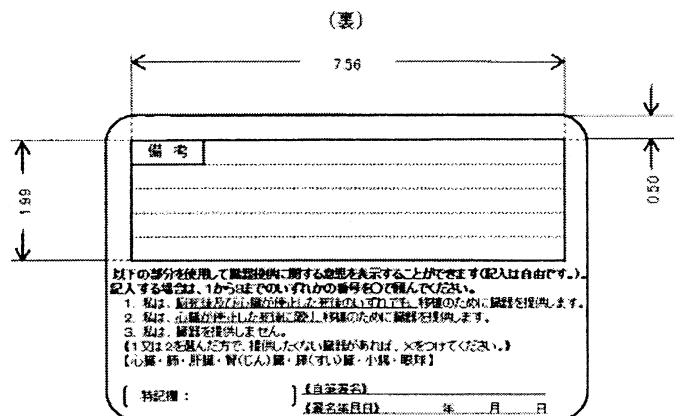 （裏）
7.56
備考
1.99
0.50
以下の部分を使用して臓器提供に関する意思を表示することができます(記入は自由です。)。
記入する場合は、1から3までのいずれかの番号を〇で囲んでください。
1. 私は、脳死後及び心臓が停止した死後のいずれでも、移植のために臓器を提供します。
2. 私は、心臓が停止した死後に限り、移植のために臓器を提供します。
3. 私は、臓器を提供しません。
《1又は2を選んだ方で、提供したくない臓器があれば、×をつけてください。》
【心臓・肺・肝臓・腎(じん)臓・膵(すい)臓・小腸・眼球】
〔特記欄： 〕
《自筆署名》
《署名年月日》 年 月 日